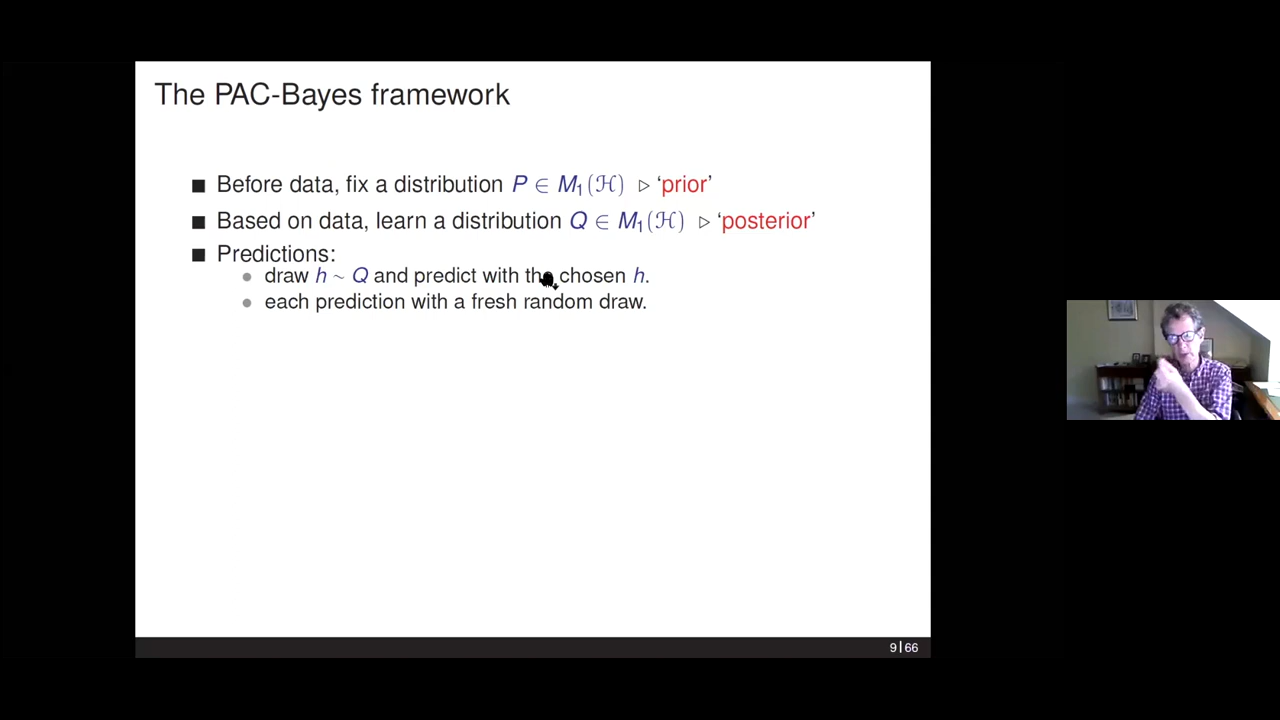 The PAC-Bayes framework
■ Before data, fix a distribution P ∈ M₁(ℋ) ▷ ‘prior’
■ Based on data, learn a distribution Q ∈ M₁(ℋ) ▷ ‘posterior’
■ Predictions:
● draw h ~ Q and predict with the chosen h.
● each prediction with a fresh random draw.
9|66